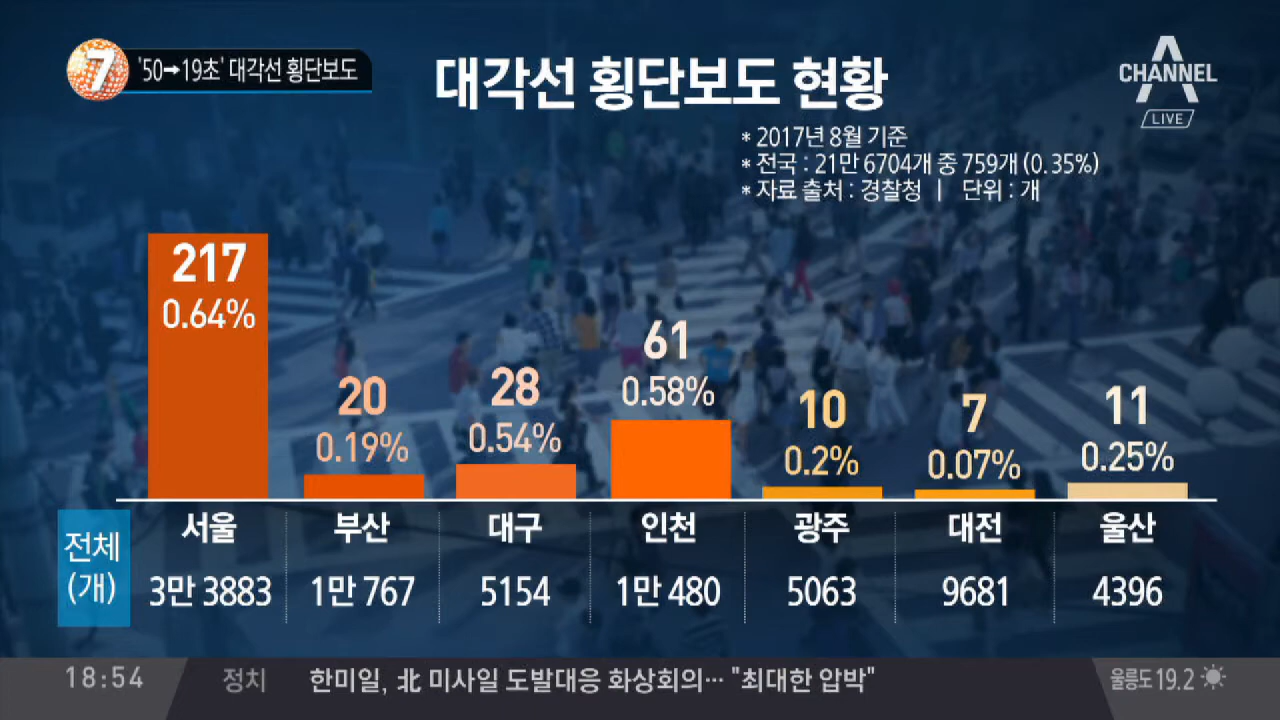 7 '50→19초' 대각선 횡단보도
대각선 횡단보도 현황
CHANNEL A
LIVE
* 2017년 8월 기준
* 전국 : 21만 6704개 중 759개 (0.35%)
* 자료 출처 : 경찰청 | 단위 : 개
217
0.64%
20
0.19%
28
0.54%
61
0.58%
10
0.2%
7
0.07%
11
0.25%
서울 부산 대구 인천 광주 대전 울산
전체
(개)
3만 3883 1만 767 5154 1만 480 5063 9681 4396
18:54 정치 한미일, 北 미사일 도발대응 화상회의… "최대한 압박" 울릉도 19.2